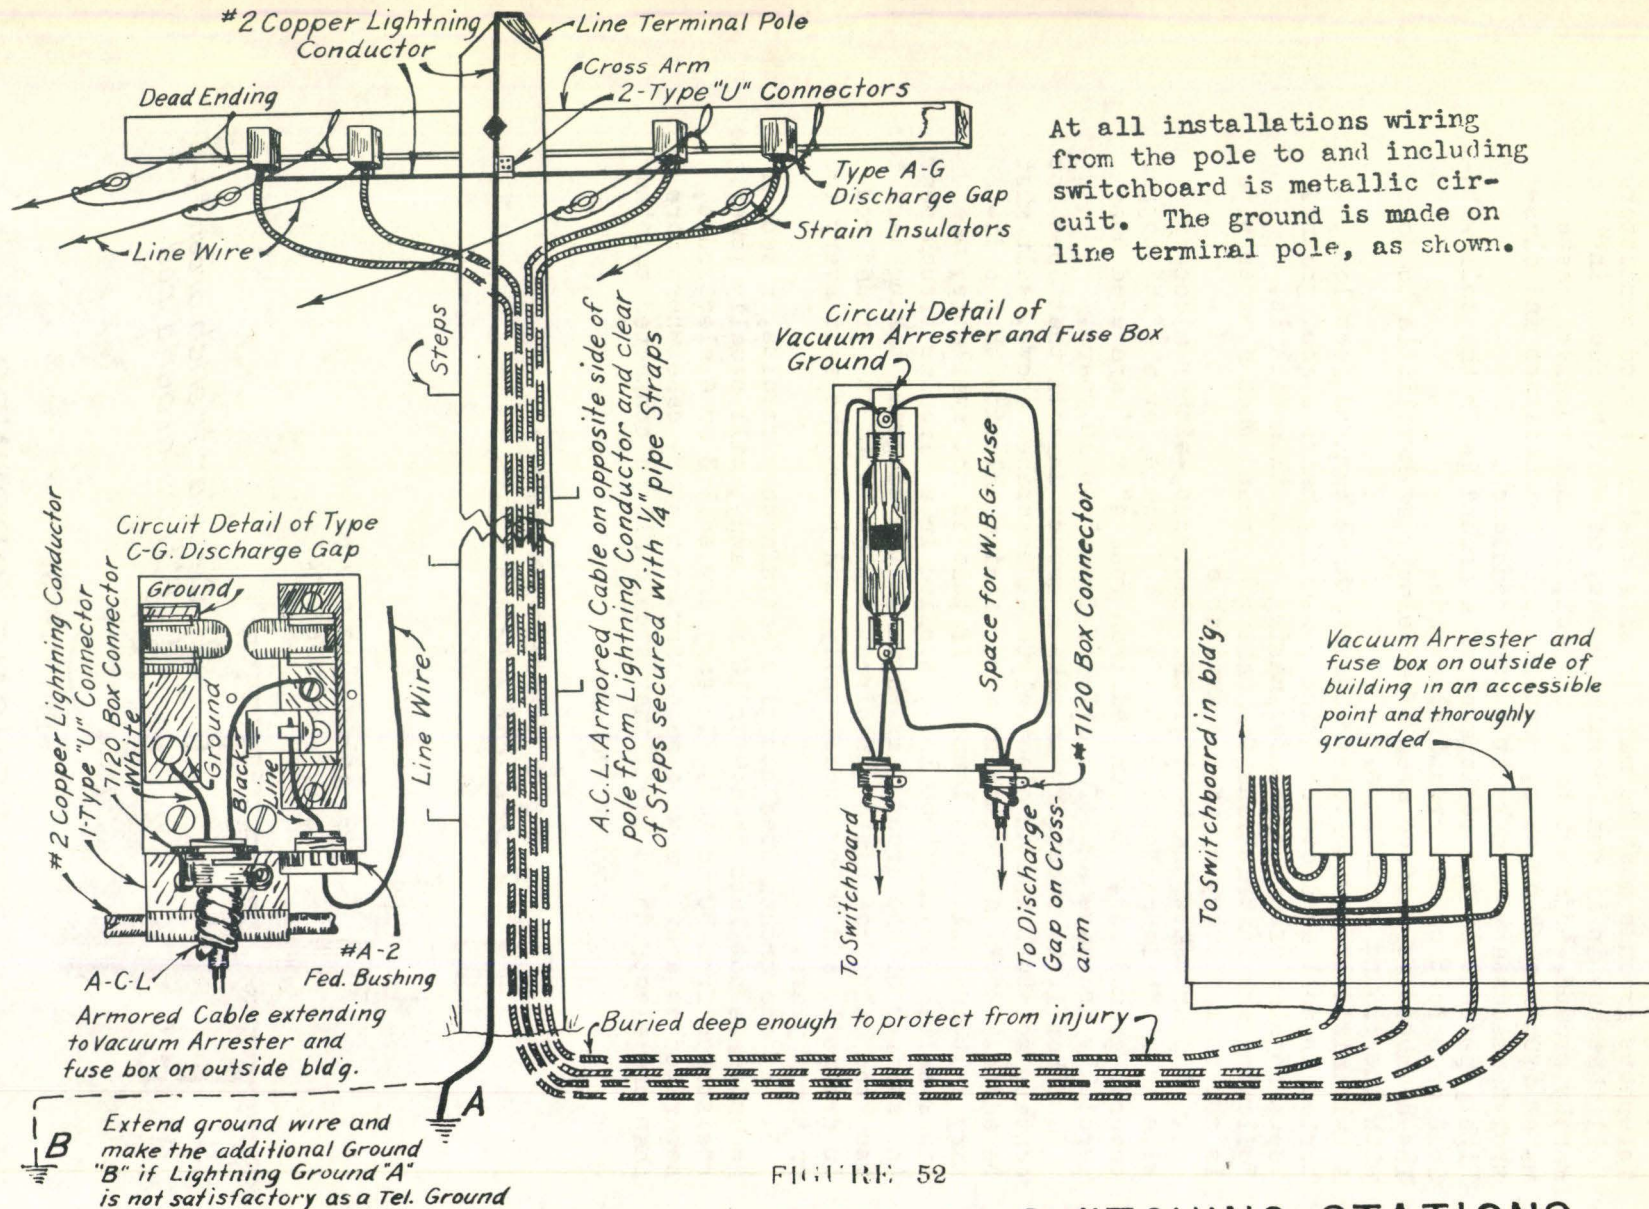 #2 Copper Lightning
Conductor
Line Terminal Pole
Cross Arm
2-Type "U" Connectors
Dead Ending
Type A-G
Discharge Gap
Strain Insulators
Line Wire
At all installations wiring
from the pole to and including
switchboard is metallic cir-
cuit. The ground is made on
line terminal pole, as shown.
Steps
A.C.L. Armored Cable on opposite side of
pole from Lightning Conductor and clear
of Steps secured with 1/4" pipe Straps
Circuit Detail of
Vacuum Arrester and Fuse Box
Ground
Space for W.B.G. Fuse
#7120 Box Connector
To Switchboard
To Discharge
Gap on Cross-
arm
Circuit Detail of Type
C-G. Discharge Gap
#2 Copper Lightning Conductor
1-Type "U" Connector
7120 Box Connector
White
Ground
Ground
Black
Line
Line Wire
#A-2
Fed. Bushing
A-C-L
Armored Cable extending
to Vacuum Arrester and
fuse box on outside bldg.
To Switchboard in bldg.
Vacuum Arrester and
fuse box on outside of
building in an accessible
point and thoroughly
grounded
Buried deep enough to protect from injury
A
B
Extend ground wire and
make the additional Ground
"B" if Lightning Ground "A"
is not satisfactory as a Tel. Ground
FIGURE 52
STATIONS